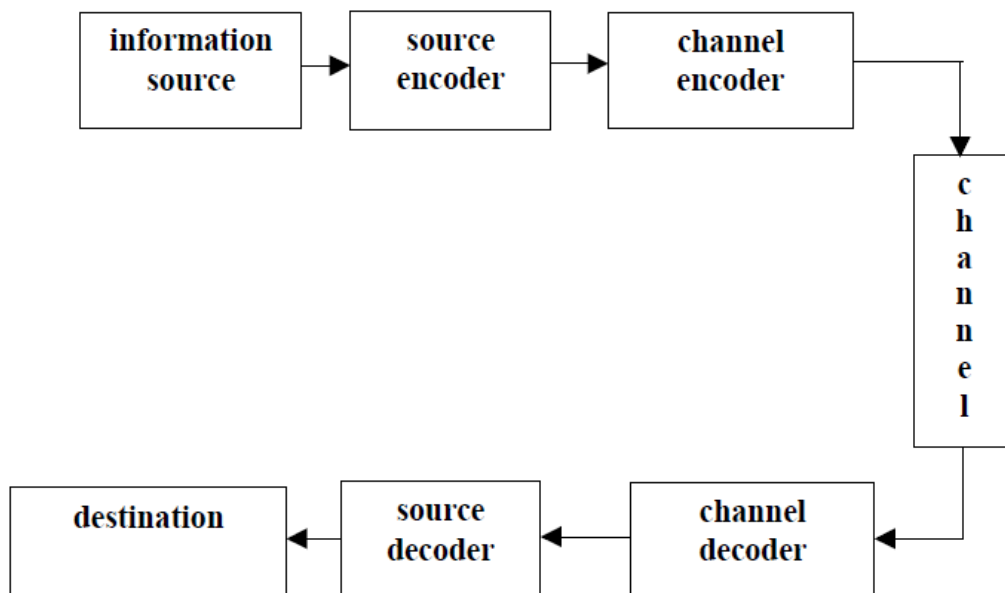 information
source
source
encoder
channel
encoder
c
h
a
n
n
e
l
destination
source
decoder
channel
decoder